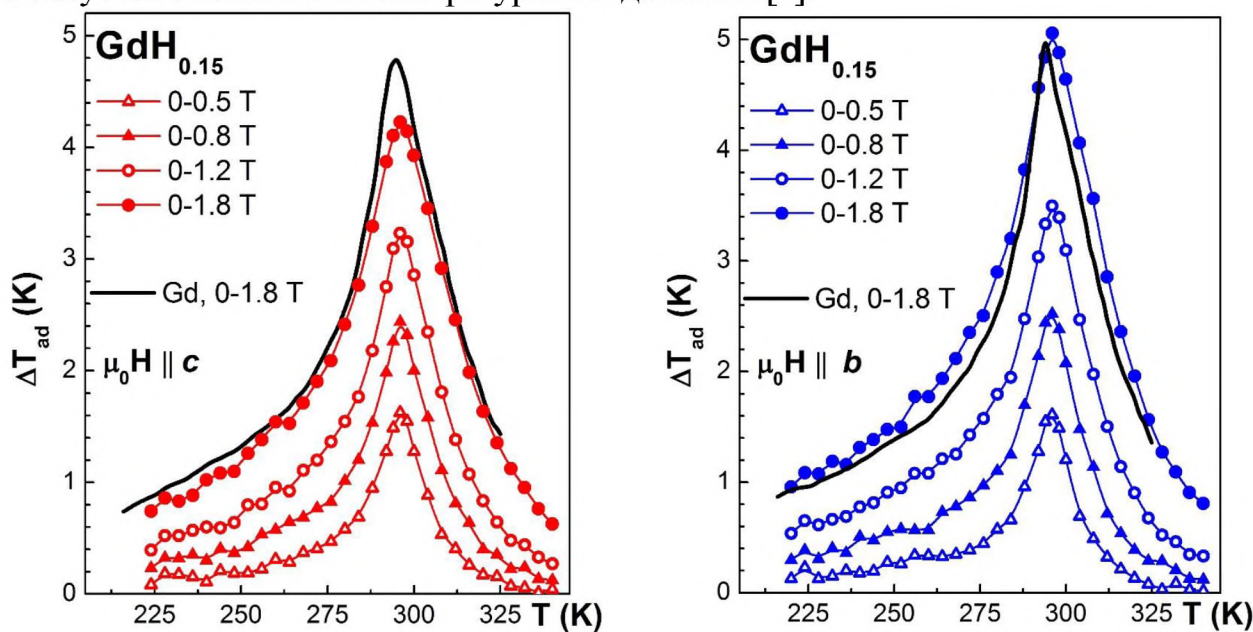 GdH0.15
0-0.5 T
0-0.8 T
0-1.2 T
0-1.8 T
Gd, 0-1.8 T
μ0H || c
ΔTad (K)
5
4
3
2
1
0
225
250
275
300
325
T (K)
GdH0.15
0-0.5 T
0-0.8 T
0-1.2 T
0-1.8 T
Gd, 0-1.8 T
μ0H || b
ΔTad (K)
5
4
3
2
1
0
225
250
275
300
325
T (K)